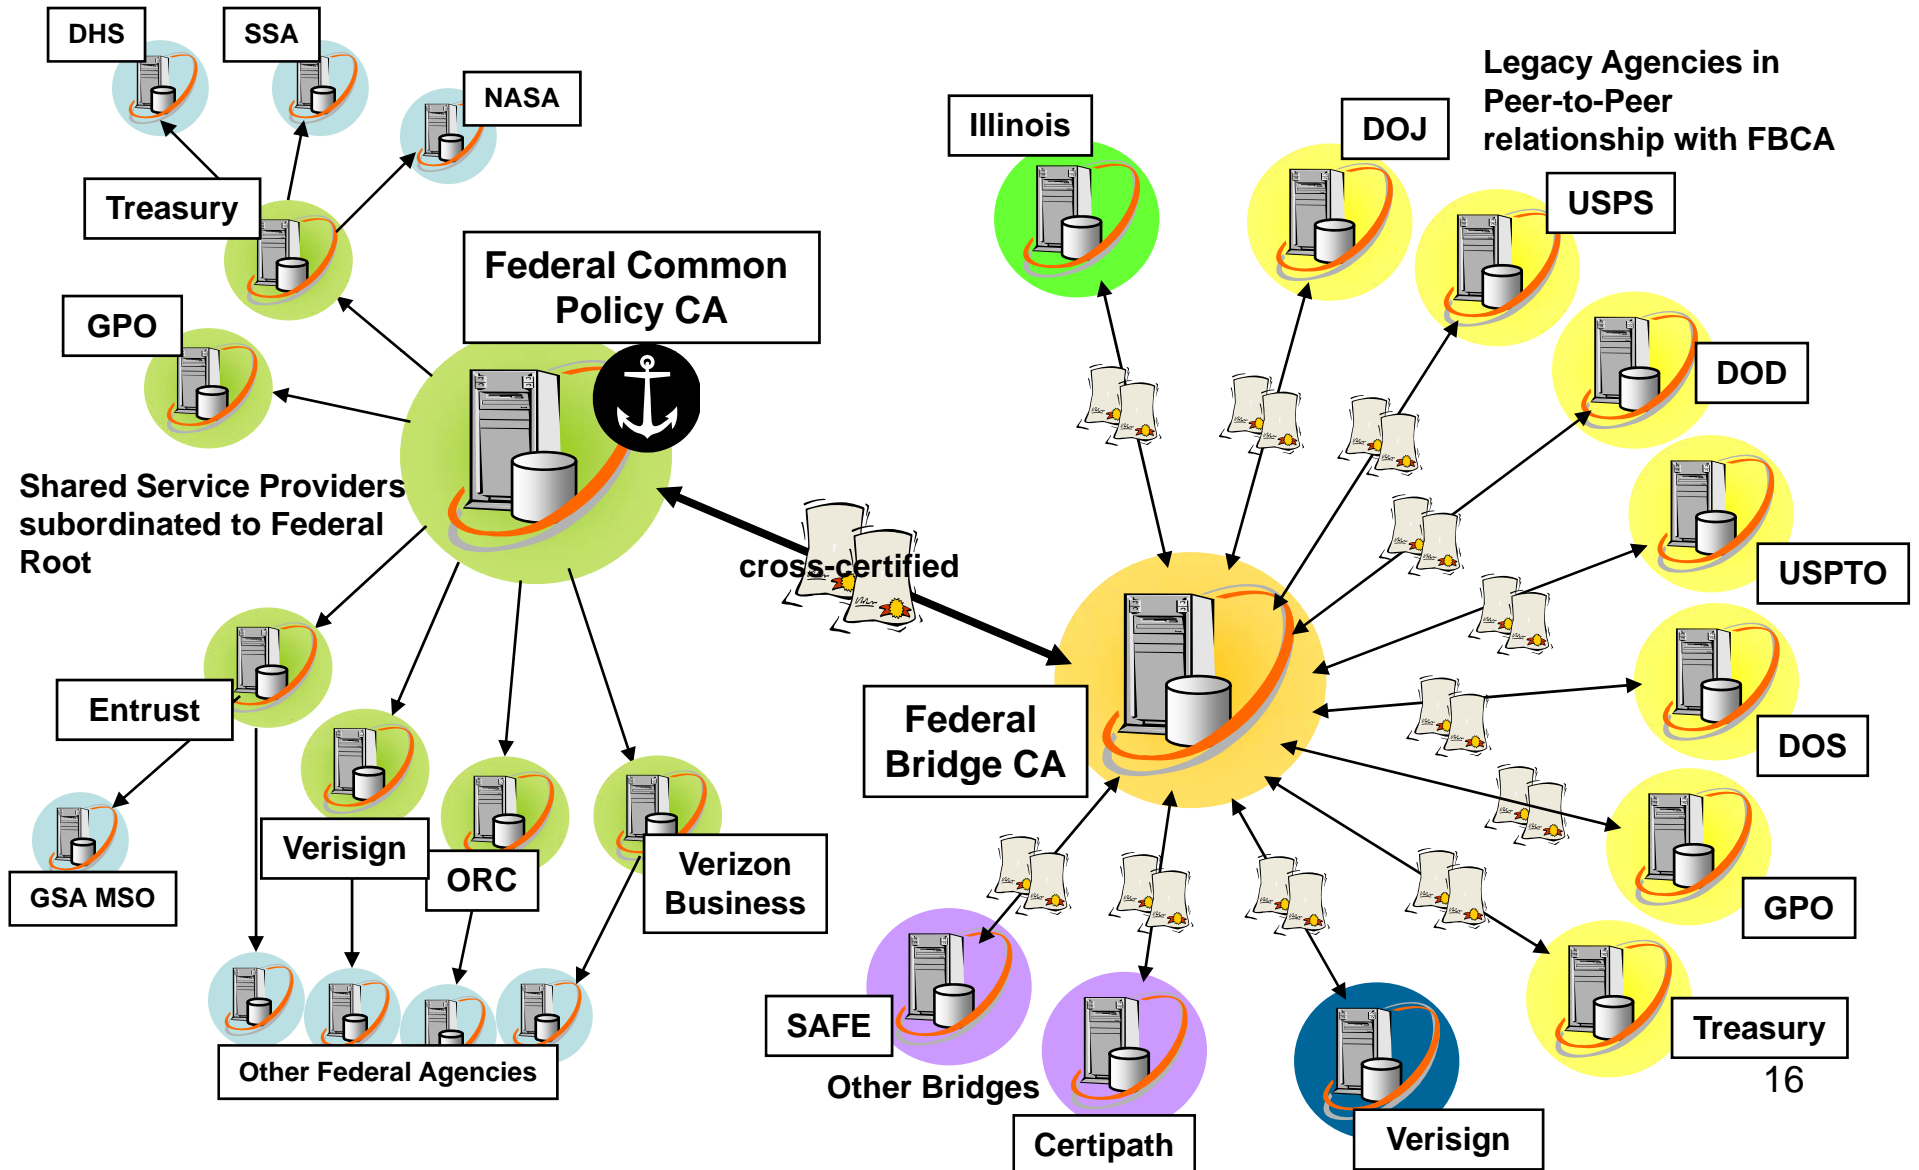 DHS
SSA
NASA
Treasury
GPO
Federal Common
Policy CA
Shared Service Providers
subordinated to Federal
Root
Entrust
GSA MSO
Verisign
ORC
Verizon
Business
Other Federal Agencies
cross-certified
Illinois
DOJ
Legacy Agencies in
Peer-to-Peer
relationship with FBCA
USPS
DOD
USPTO
DOS
GPO
Treasury
Federal
Bridge CA
SAFE
Other Bridges
Certipath
Verisign
16